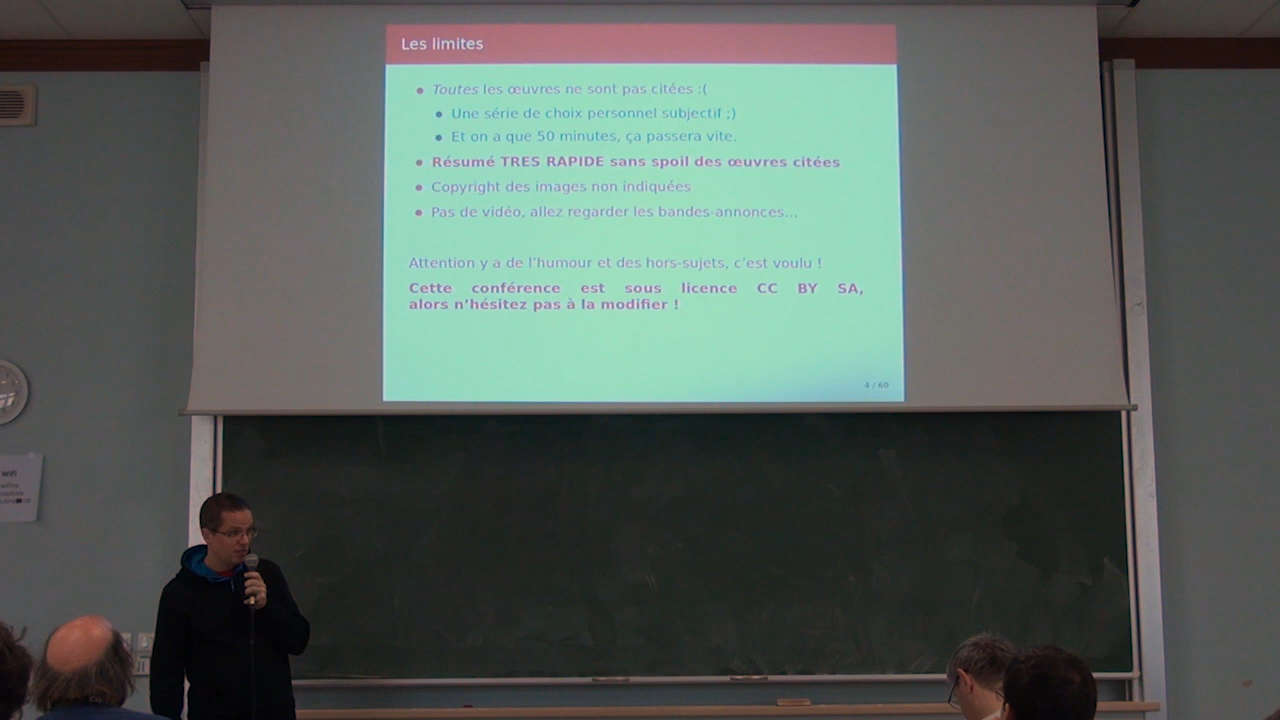 Les limites
Toutes les œuvres ne sont pas citées :(
Une série de choix personnel subjectif ;)
Et on a que 50 minutes, ça passera vite.
Résumé TRES RAPIDE sans spoil des œuvres citées
Copyright des images non indiquées
Pas de vidéo, allez regarder les bandes-annonces...
Attention y a de l'humour et des hors-sujets, c'est voulu !
Cette conférence est sous licence CC BY SA,
alors n'hésitez pas à la modifier !
4 / 60
Wifi